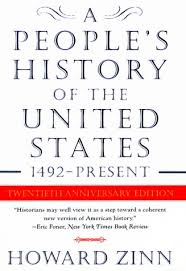 A
PEOPLE'S
HISTORY
OF THE
UNITED
STATES
1492–PRESENT
TWENTIETH ANNIVERSARY EDITION
"Historians may well view it as a step toward a coherent
new version of American history."
—Eric Foner, New York Times Book Review
HOWARD ZINN